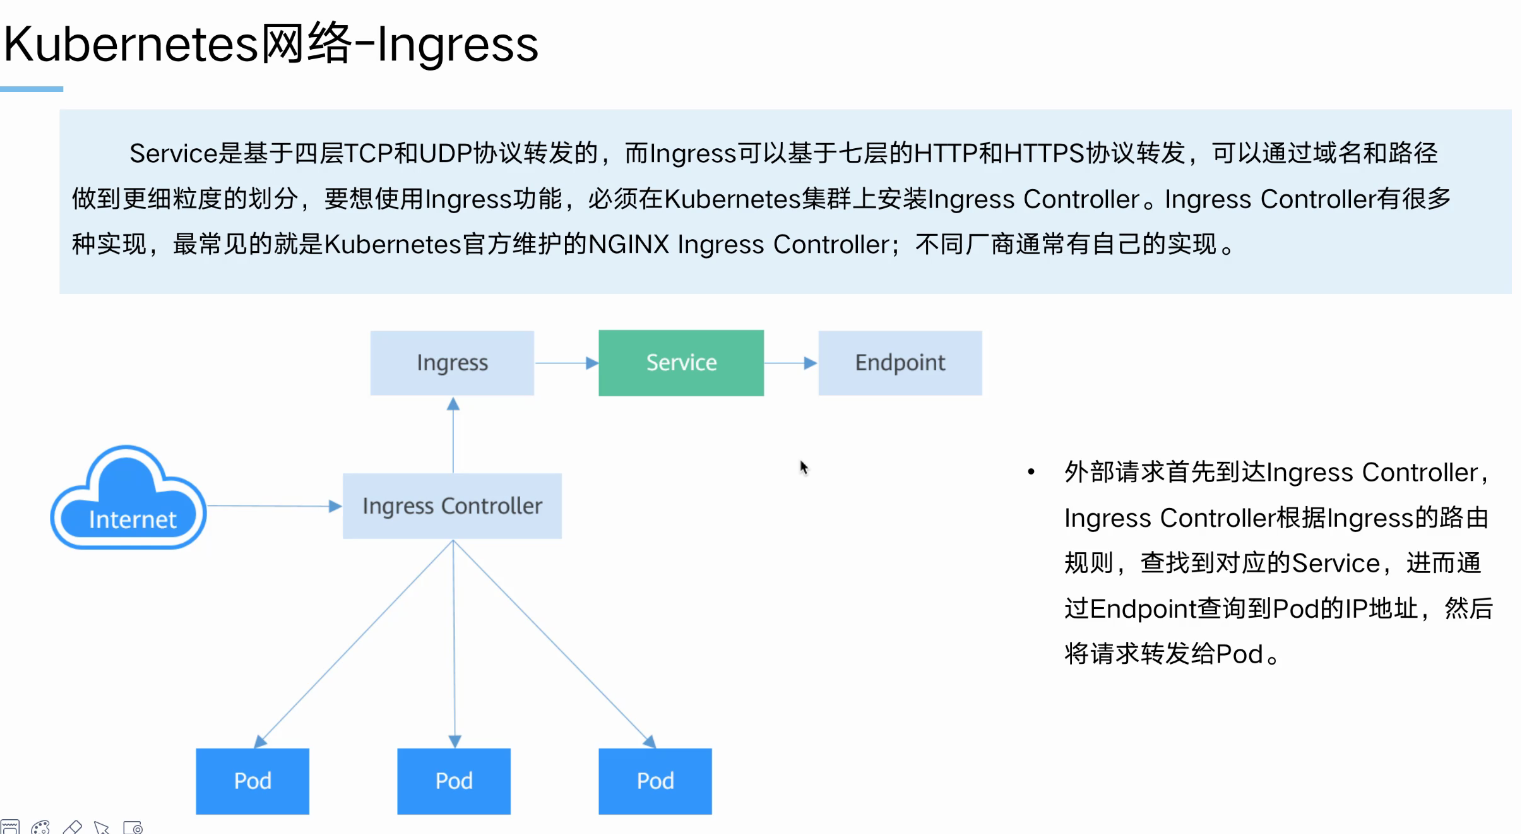 Kubernetes网络-Ingress
Service是基于四层TCP和UDP协议转发的，而Ingress可以基于七层的HTTP和HTTPS协议转发，可以通过域名和路径
做到更细粒度的划分，要想使用Ingress功能，必须在Kubernetes集群上安装Ingress Controller。Ingress Controller有很多
种实现，最常见的就是Kubernetes官方维护的NGINX Ingress Controller；不同厂商通常有自己的实现。
Ingress
Service
Endpoint
Internet
Ingress Controller
• 外部请求首先到达Ingress Controller，
Ingress Controller根据Ingress的路由
规则，查找到对应的Service，进而通
过Endpoint查询到Pod的IP地址，然后
将请求转发给Pod。
Pod
Pod
Pod